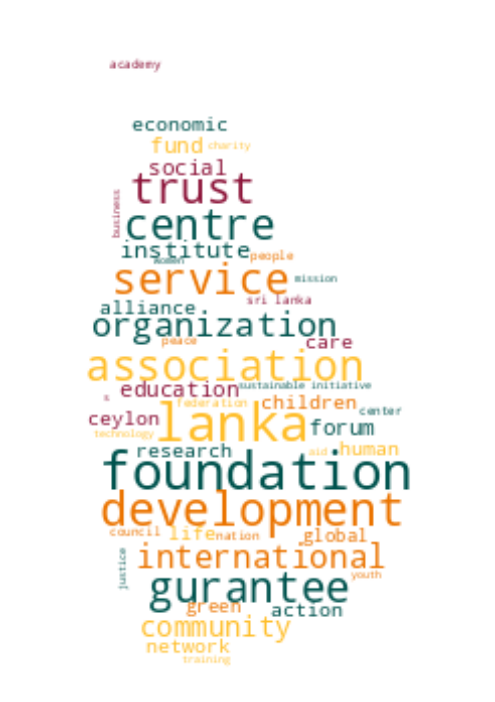 academy
economic
fund charity
social
trust
business
centre
institute
women
people
service mission
sri lanka
alliance
organization
peace
care
association
education sustainable initiative
s
federation children center
ceylon lanka forum
technology
research aid human
foundation
development
council life nation global
international
justice
youth
gurantee
green action
community
network
training